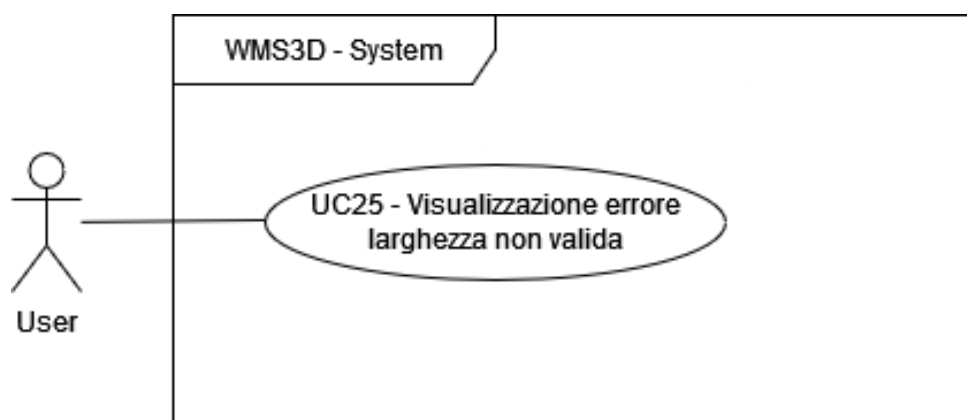 WMS3D - System
UC25 - Visualizzazione errore
larghezza non valida
User